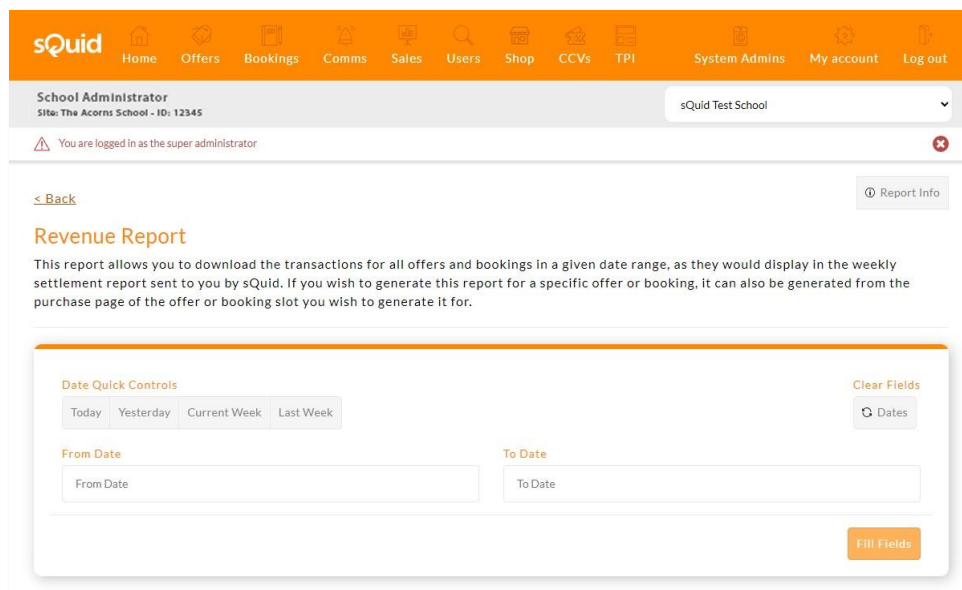 sQuid
Home Offers Bookings Comms Sales Users Shop CCVs TPI System Admins My account Log out
School Administrator
Site: The Acorns School - ID: 12345
sQuid Test School
You are logged in as the super administrator
< Back
Report Info
Revenue Report
This report allows you to download the transactions for all offers and bookings in a given date range, as they would display in the weekly
settlement report sent to you by sQuid. If you wish to generate this report for a specific offer or booking, it can also be generated from the
purchase page of the offer or booking slot you wish to generate it for.
Date Quick Controls Clear Fields
Today Yesterday Current Week Last Week Dates
From Date To Date
From Date To Date
Fill Fields